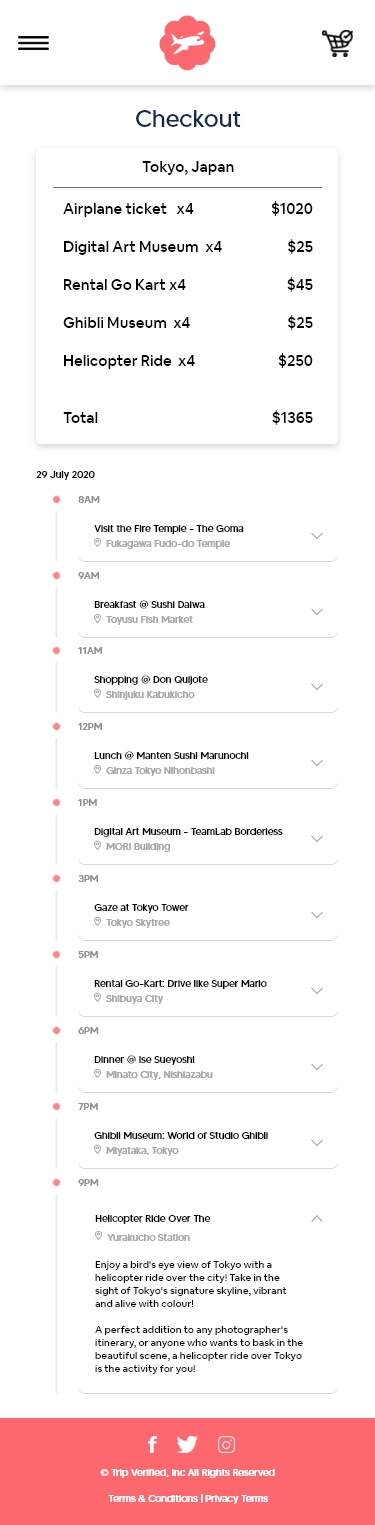 Checkout
Tokyo, Japan
Airplane ticket x4 $1020
Digital Art Museum x4 $25
Rental Go Kart x4 $45
Ghibli Museum x4 $25
Helicopter Ride x4 $250
Total $1365
29 July 2020
8AM
Visit the Fire Temple - The Goma
Fukagawa Fudo-do Temple
9AM
Breakfast @ Sushi Daiwa
Toyusu Fish Market
11AM
Shopping @ Don Quijote
Shinjuku Kabukicho
12PM
Lunch @ Manten Sushi Marunochi
Ginza Tokyo Nihonbashi
1PM
Digital Art Museum - TeamLab Borderless
MORI Building
3PM
Gaze at Tokyo Tower
Tokyo Skytree
5PM
Rental Go-Kart: Drive like Super Mario
Shibuya City
6PM
Dinner @ Ise Sueyoshi
Minato City, Nishiazabu
7PM
Ghibli Museum: World of Studio Ghibli
Miyataka, Tokyo
9PM
Helicopter Ride Over The
Yurakucho Station
Enjoy a bird's eye view of Tokyo with a
helicopter ride over the city! Take in the
sight of Tokyo's signature skyline, vibrant
and alive with colour!
A perfect addition to any photographer's
itinerary, or anyone who wants to bask in the
beautiful scene, a helicopter ride over Tokyo
is the activity for you!
© Trip Verified, Inc All Rights Reserved
Terms & Conditions | Privacy Terms